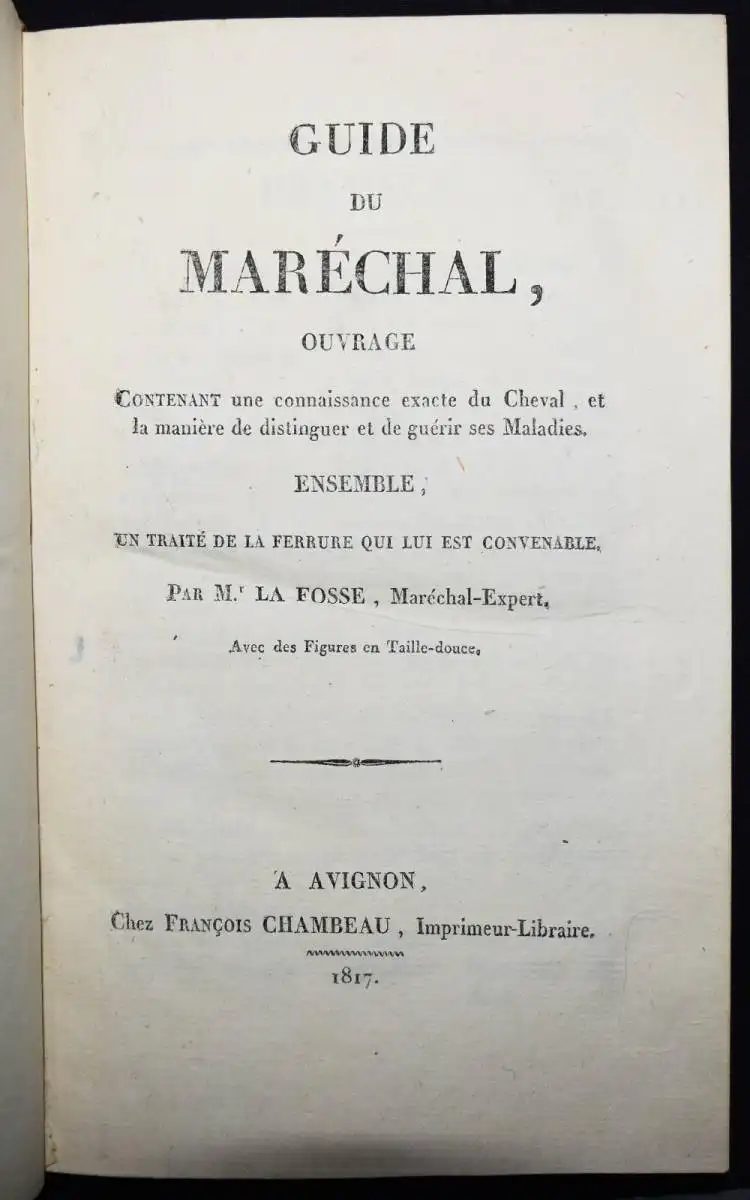 GUIDE
DU
MARÉCHAL,
OUVRAGE
CONTENANT une connaissance exacte du Cheval, et
la manière de distinguer et de guérir ses Maladies.
ENSEMBLE,
UN TRAITÉ DE LA FERRURE QUI LUI EST CONVENABLE,
PAR M.r LA FOSSE, Maréchal-Expert,
Avec des Figures en Taille-douce,
A AVIGNON,
Chez FRANÇOIS CHAMBEAU, Imprimeur-Libraire.
1817.